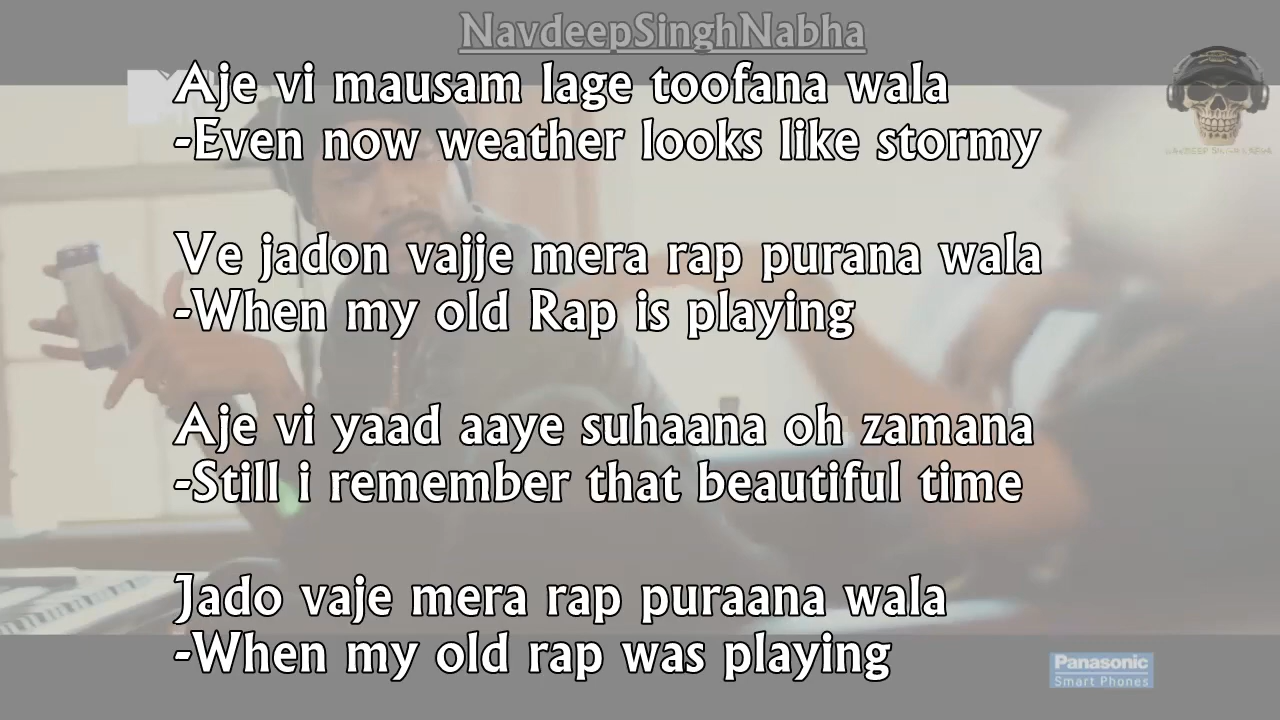 NavdeepSinghNabha
Aje vi mausam lage toofana wala
-Even now weather looks like stormy
Ve jadon vajje mera rap purana wala
-When my old Rap is playing
Aje vi yaad aaye suhaana oh zamana
-Still i remember that beautiful time
Jado vaje mera rap puraana wala
-When my old rap was playing
Panasonic
Smart Phones